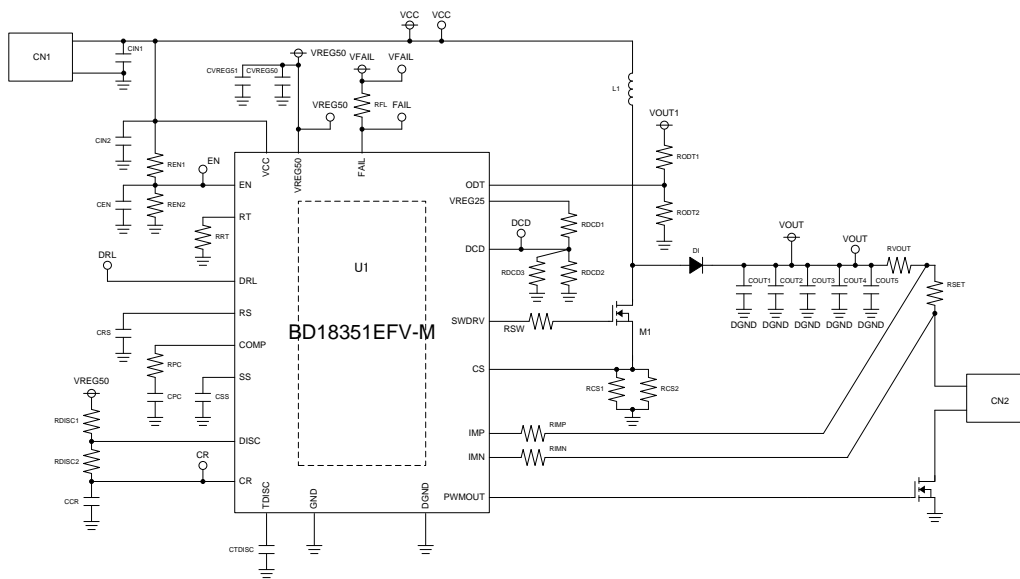 VCC
VCC
CN1
CIN1
CVREG51
CVREG50
VREG50
VFAIL
VFAIL
L1
VREG50
RFL
FAIL
VOUT1
CIN2
REN1
EN
VCC
VREG50
FAIL
RODT1
CEN
REN2
EN
ODT
VREG25
RODT2
RRT
RT
DCD
DCD
RDCD1
VOUT
VOUT
RVOUT
DRL
DRL
U1
RDCD3
RDCD2
DI
COUT1
COUT2
COUT3
COUT4
COUT5
RSET
DGND
DGND
DGND
DGND
DGND
CRS
RS
BD18351EFV-M
SWDRV
RSW
M1
COMP
RPC
CPC
CSS
SS
CS
RCS1
RCS2
CN2
VREG50
RDISC1
DISC
IMP
RIMP
RDISC2
CR
CR
IMN
RIMN
CCR
TDISC
GND
DGND
PWMOUT
CTDISC